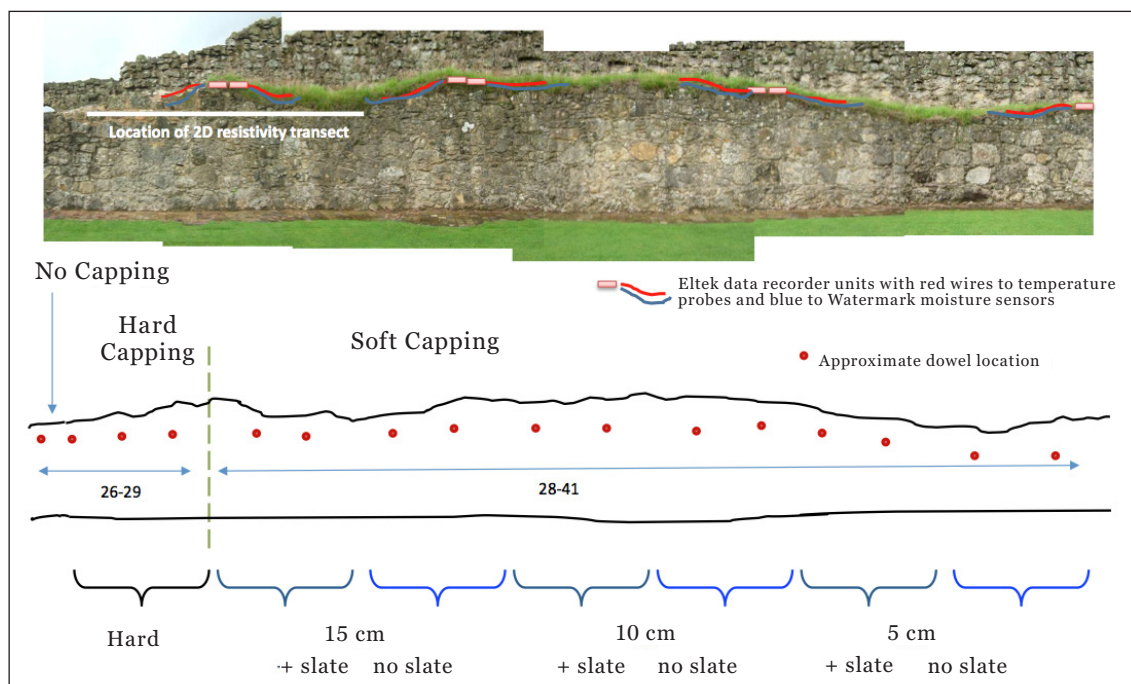 Location of 2D resistivity transect
No Capping
Eltek data recorder units with red wires to temperature
probes and blue to Watermark moisture sensors
Hard
Capping
Soft Capping
Approximate dowel location
26-29
28-41
Hard
15 cm
10 cm
5 cm
+ slate no slate
+ slate no slate
+ slate no slate